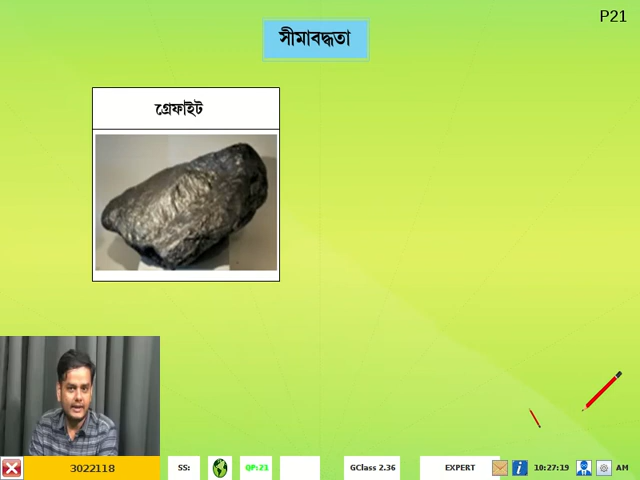 P21
সীমাবদ্ধতা
গ্রেফাইট
3022118
SS:
QP:21
GClass 2.36
EXPERT
10:27:19
AM